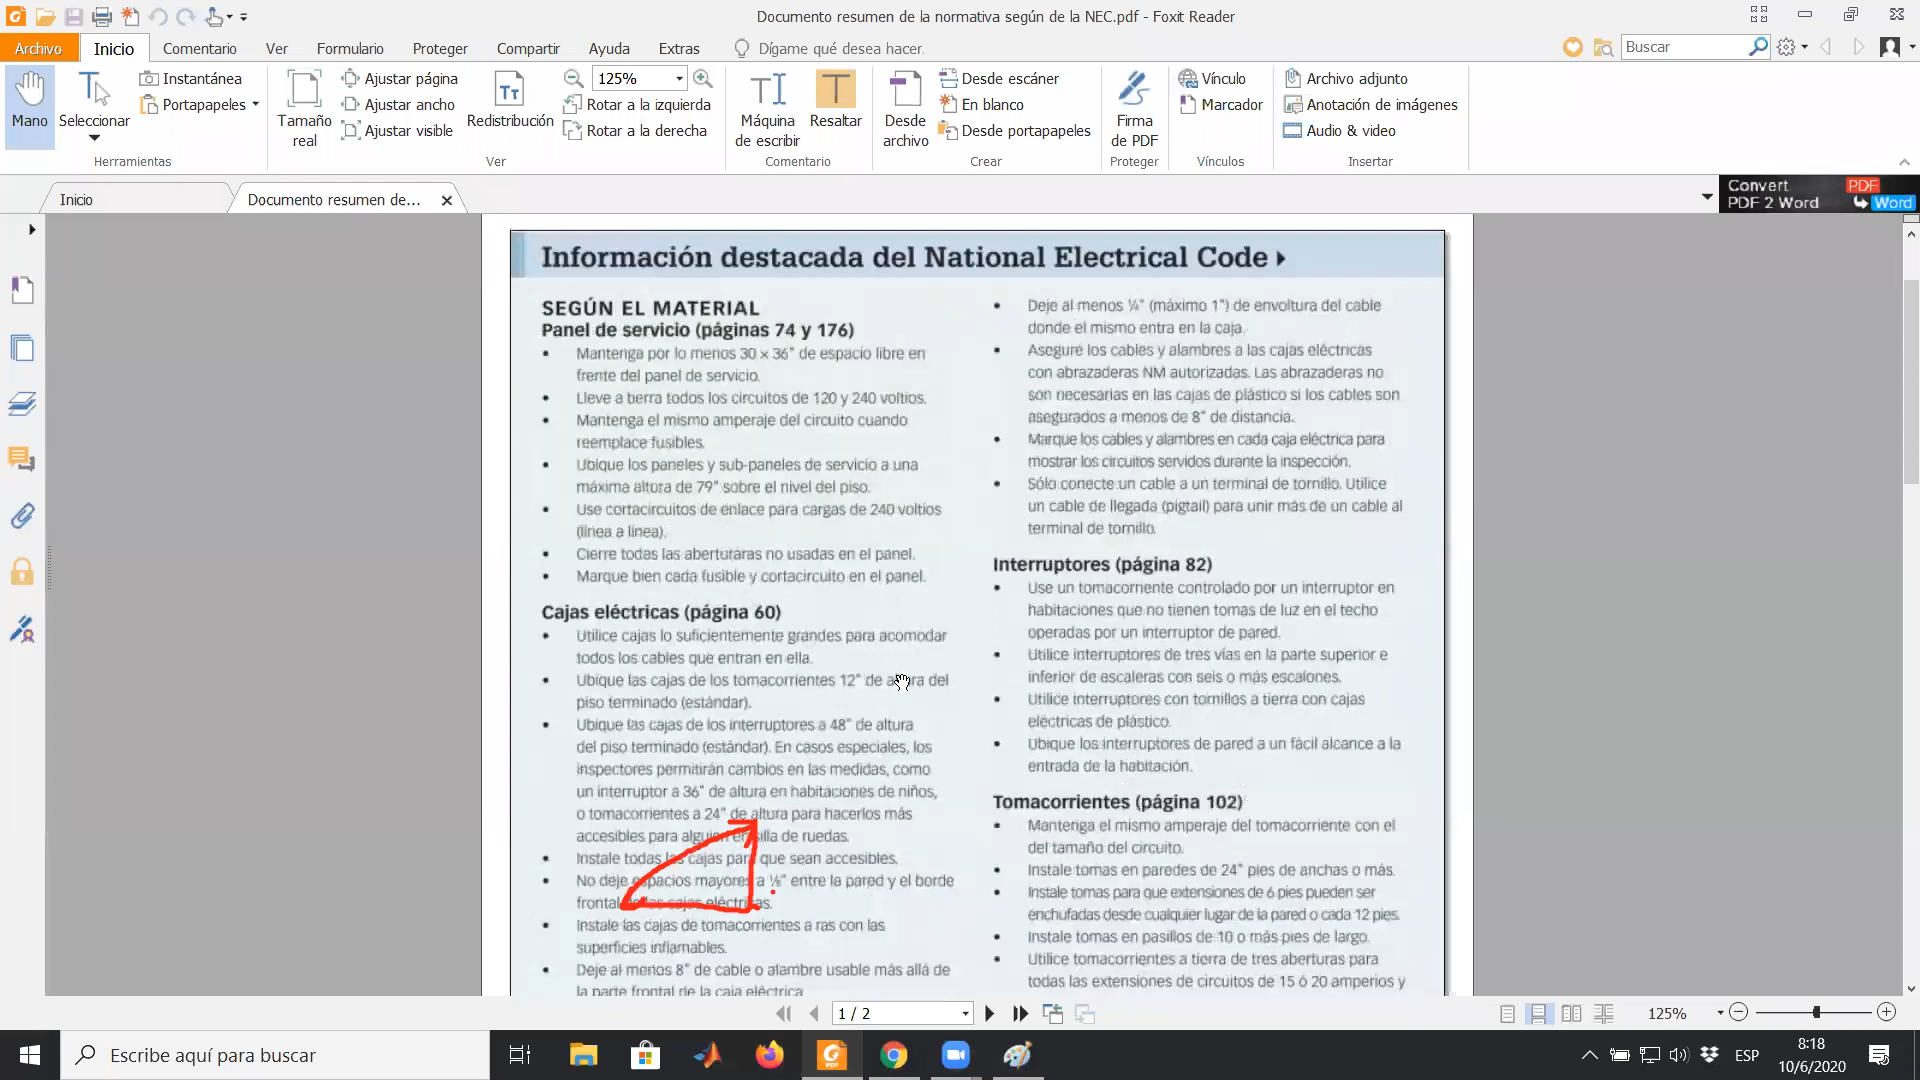 Documento resumen de la normativa según de la NEC.pdf - Foxit Reader
Archivo Inicio Comentario Ver Formulario Proteger Compartir Ayuda Extras Dígame qué desea hacer. Buscar
Mano
Seleccionar
Instantánea
Portapapeles
Herramientas
Tamaño real
Ajustar página
Ajustar ancho
Ajustar visible
Redistribución
125%
Rotar a la izquierda
Rotar a la derecha
Ver
Máquina de escribir
Resaltar
Comentario
Desde archivo
Desde escáner
En blanco
Desde portapapeles
Crear
Firma de PDF
Proteger
Vínculo
Marcador
Vínculos
Archivo adjunto
Anotación de imágenes
Audio & video
Insertar
Inicio
Documento resumen de...
Convert PDF
PDF 2 Word Word
Información destacada del National Electrical Code
SEGÚN EL MATERIAL
Panel de servicio (páginas 74 y 176)
• Mantenga por lo menos 30 × 36" de espacio libre en
frente del panel de servicio.
• Lleve a tierra todos los circuitos de 120 y 240 voltios.
• Mantenga el mismo amperaje del circuito cuando
reemplace fusibles.
• Ubique los paneles y sub-paneles de servicio a una
máxima altura de 79" sobre el nivel del piso.
• Use cortacircuitos de enlace para cargas de 240 voltios
(línea a línea).
• Cierre todas las aberturaras no usadas en el panel.
• Marque bien cada fusible y cortacircuito en el panel.
Cajas eléctricas (página 60)
• Utilice cajas lo suficientemente grandes para acomodar
todos los cables que entran en ella.
• Ubique las cajas de los tomacorrientes 12" de altura del
piso terminado (estándar).
• Ubique las cajas de los interruptores a 48" de altura
del piso terminado (estándar). En casos especiales, los
inspectores permitirán cambios en las medidas, como
un interruptor a 36" de altura en habitaciones de niños,
o tomacorrientes a 24" de altura para hacerlos más
accesibles para alguien en silla de ruedas.
• Instale todas las cajas para que sean accesibles.
• No deje espacios mayores a ⅛" entre la pared y el borde
frontal de las cajas eléctricas.
• Instale las cajas de tomacorrientes a ras con las
superficies inflamables.
• Deje al menos 8" de cable o alambre usable más allá de
la parte frontal de la caja eléctrica
• Deje al menos ¼" (máximo 1") de envoltura del cable
donde el mismo entra en la caja.
• Asegure los cables y alambres a las cajas eléctricas
con abrazaderas NM autorizadas. Las abrazaderas no
son necesarias en las cajas de plástico si los cables son
asegurados a menos de 8" de distancia.
• Marque los cables y alambres en cada caja eléctrica para
mostrar los circuitos servidos durante la inspección.
• Sólo conecte un cable a un terminal de tornillo. Utilice
un cable de llegada (pigtail) para unir más de un cable al
terminal de tornillo.
Interruptores (página 82)
• Use un tomacorriente controlado por un interruptor en
habitaciones que no tienen tomas de luz en el techo
operadas por un interruptor de pared.
• Utilice interruptores de tres vías en la parte superior e
inferior de escaleras con seis o más escalones.
• Utilice interruptores con tornillos a tierra con cajas
eléctricas de plástico.
• Ubique los interruptores de pared a un fácil alcance a la
entrada de la habitación.
Tomacorrientes (página 102)
• Mantenga el mismo amperaje del tomacorriente con el
del tamaño del circuito.
• Instale tomas en paredes de 24" pies de anchas o más.
• Instale tomas para que extensiones de 6 pies pueden ser
enchufadas desde cualquier lugar de la pared o cada 12 pies.
• Instale tomas en pasillos de 10 o más pies de largo.
• Utilice tomacorrientes a tierra de tres aberturas para
todas las extensiones de circuitos de 15 ó 20 amperios y
1 / 2
125%
Escribe aquí para buscar
ESP
8:18
10/6/2020